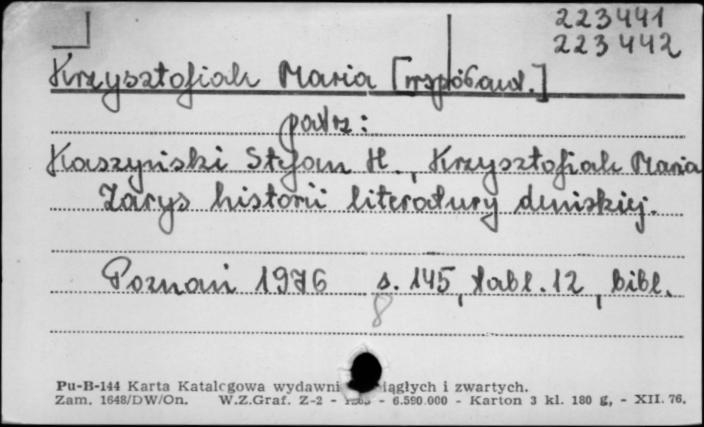 223441
223442
Krzysztofiak Maria [współaut.]
patrz:
Kaszyński Stefan H., Krzysztofiak Maria
Zarys historii literatury duńskiej.
Poznań 1976 s. 145, tabl. 12, bibl.
8
Pu-B-144 Karta Katalogowa wydawni iągłych i zwartych.
Zam. 1648/DW/On. W.Z.Graf. Z-2 - - 6.590.000 - Karton 3 kl. 180 g, - XII. 76.